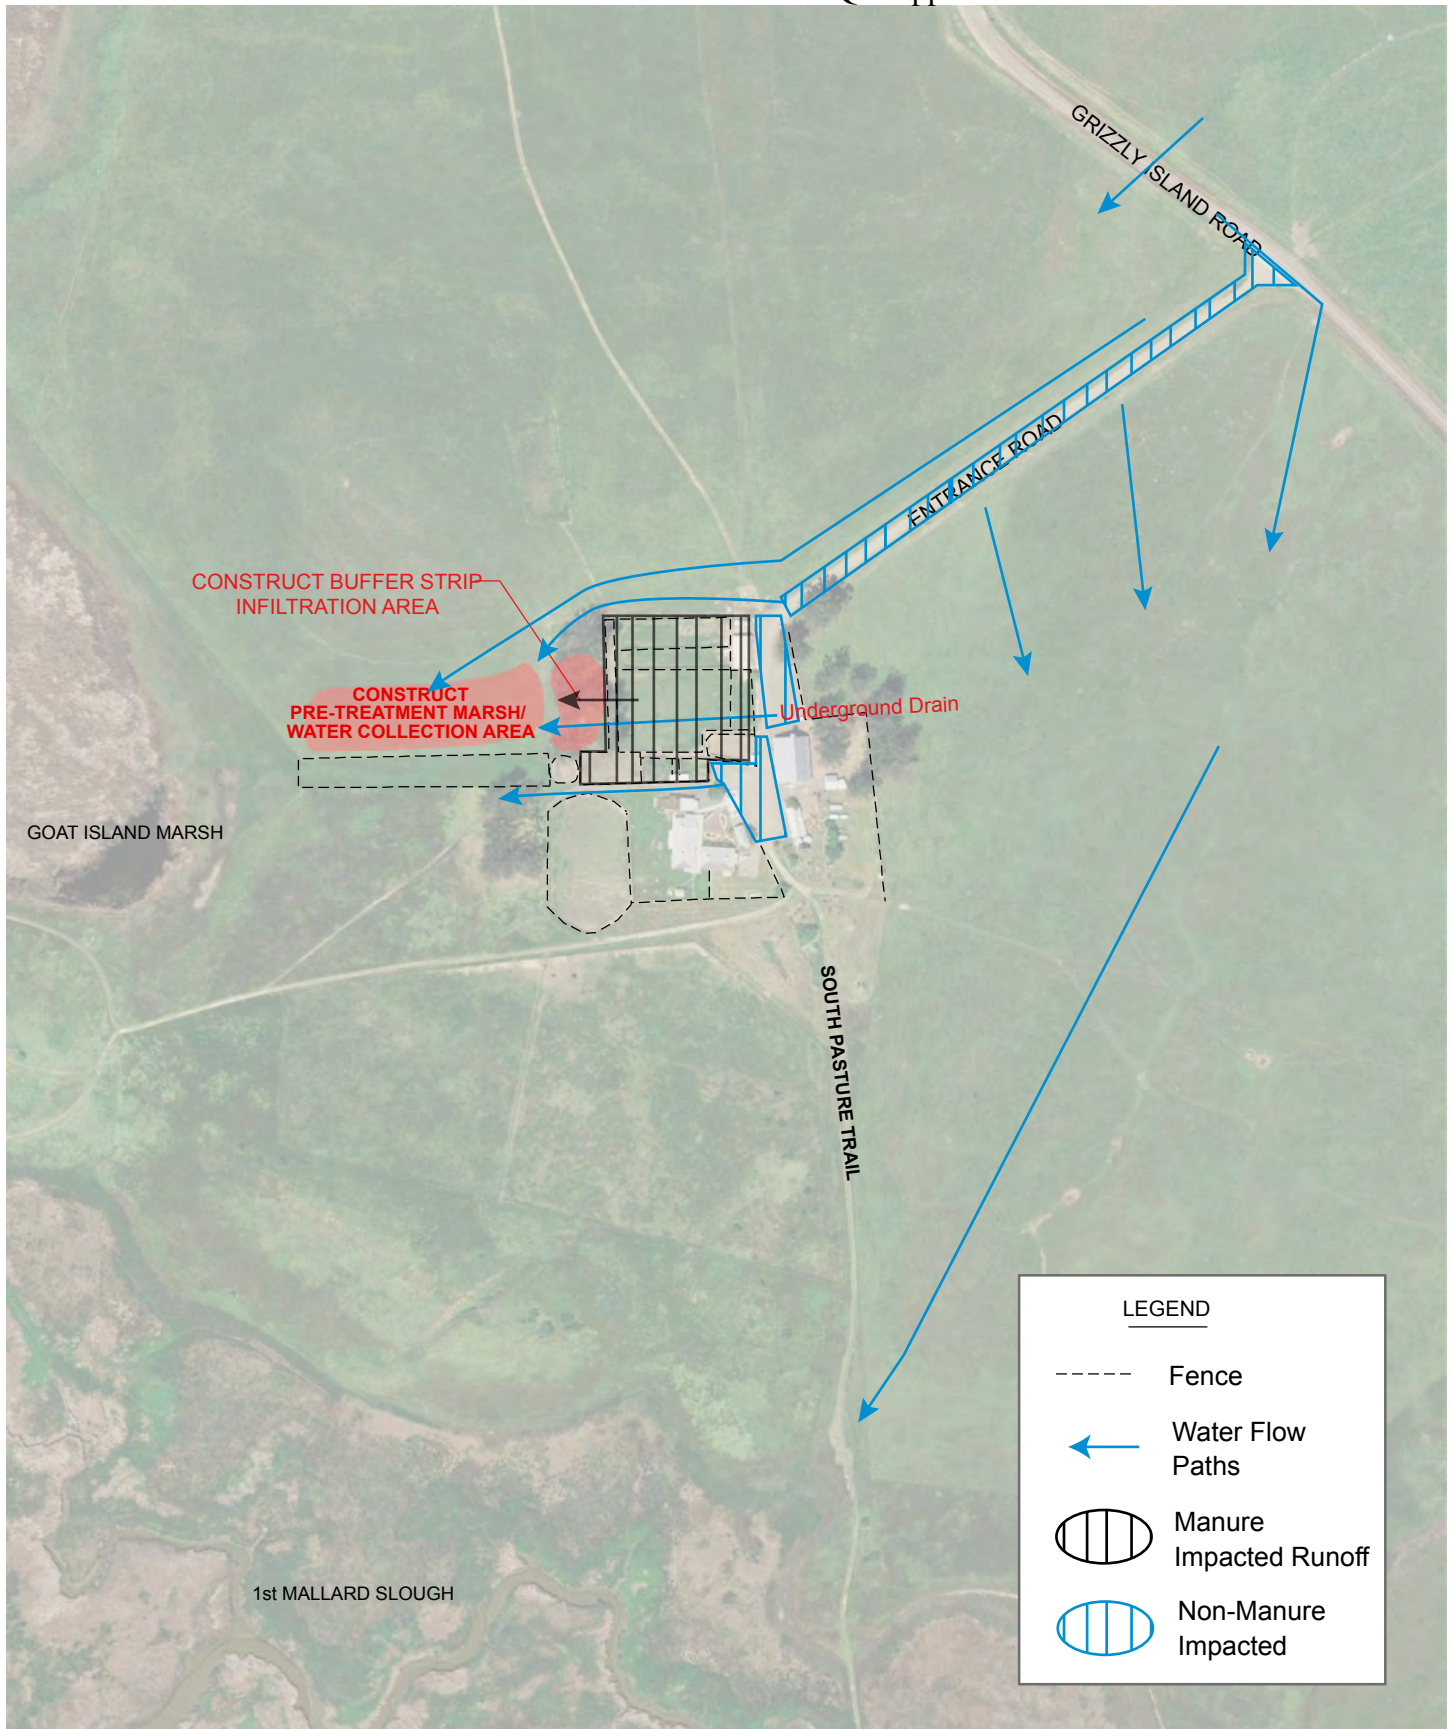 GRIZZLY ISLAND ROAD
ENTRANCE ROAD
CONSTRUCT BUFFER STRIP
INFILTRATION AREA
CONSTRUCT
PRE-TREATMENT MARSH/
WATER COLLECTION AREA
Underground Drain
GOAT ISLAND MARSH
SOUTH PASTURE TRAIL
1st MALLARD SLOUGH
LEGEND
Fence
Water Flow
Paths
Manure
Impacted Runoff
Non-Manure
Impacted